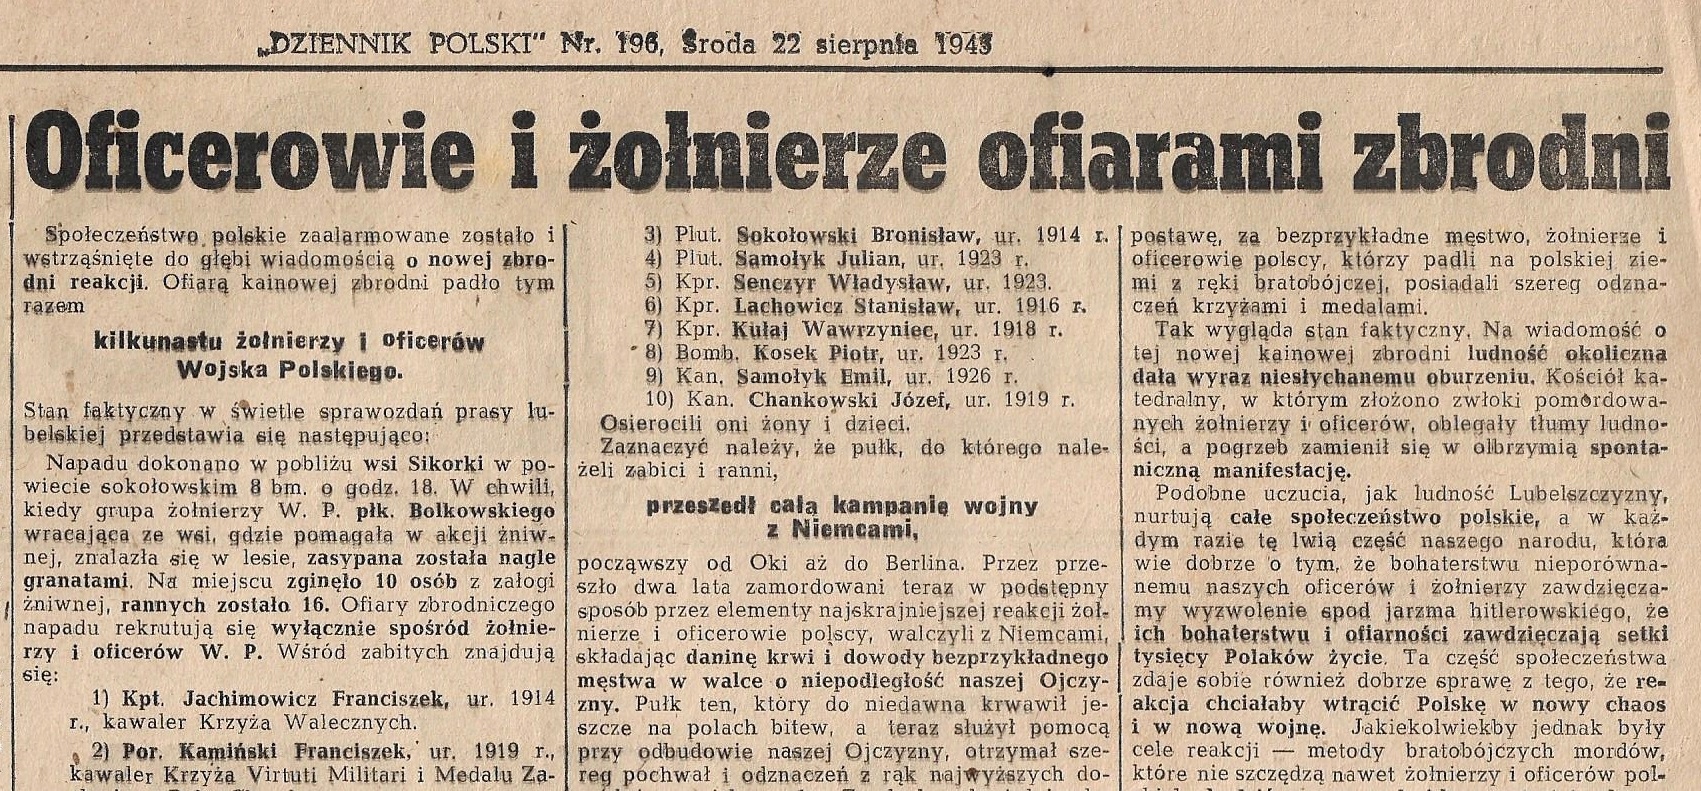 „DZIENNIK POLSKI" Nr. 196, Środa 22 sierpnia 1945
Oficerowie i żołnierze ofiarami zbrodni
Społeczeństwo polskie zaalarmowane zostało i
wstrząśnięte do głębi wiadomością o nowej zbro-
dni reakcji. Ofiarą kainowej zbrodni padło tym
razem
kilkunastu żołnierzy i oficerów
Wojska Polskiego.
Stan faktyczny w świetle sprawozdań prasy lu-
belskiej przedstawia się następująco:
Napadu dokonano w pobliżu wsi Sikorki w po-
wiecie sokołowskim 8 bm. o godz. 18. W chwili,
kiedy grupa żołnierzy W. P. płk. Bolkowskiego
wracająca ze wsi, gdzie pomagała w akcji żniw-
nej, znalazła się w lesie, zasypana została nagle
granatami. Na miejscu zginęło 10 osób z załogi
żniwnej, rannych zostało 16. Ofiary zbrodniczego
napadu rekrutują się wyłącznie spośród żołnie-
rzy i oficerów W. P. Wśród zabitych znajdują
się:
1) Kpt. Jachimowicz Franciszek, ur. 1914
r., kawaler Krzyża Walecznych.
2) Por. Kamiński Franciszek, ur. 1919 r.,
kawaler Krzyża Virtuti Militari i Medalu Za-
3) Plut. Sokołowski Bronisław, ur. 1914 r.
4) Plut. Samołyk Julian, ur. 1923 r.
5) Kpr. Senczyr Władysław, ur. 1923.
6) Kpr. Lachowicz Stanisław, ur. 1916 r.
7) Kpr. Kułaj Wawrzyniec, ur. 1918 r.
8) Bomb. Kosek Piotr, ur. 1923 r.
9) Kan. Samołyk Emil, ur. 1926 r.
10) Kan. Chankowski Józef, ur. 1919 r.
Osierocili oni żony i dzieci.
Zaznaczyć należy, że pułk, do którego nale-
żeli zabici i ranni,
przeszedł całą kampanię wojny
z Niemcami,
począwszy od Oki aż do Berlina. Przez prze-
szło dwa lata zamordowani teraz w podstępny
sposób przez elementy najskrajniejszej reakcji żoł-
nierze i oficerowie polscy, walczyli z Niemcami,
składając daninę krwi i dowody bezprzykładnego
męstwa w walce o niepodległość naszej Ojczy-
zny. Pułk ten, który do niedawna krwawił je-
szcze na polach bitew, a teraz służył pomocą
przy odbudowie naszej Ojczyzny, otrzymał sze-
reg pochwał i odznaczeń z rąk najwyższych do-
postawę, za bezprzykładne męstwo, żołnierze i
oficerowie polscy, którzy padli na polskiej zie-
mi z ręki bratobójczej, posiadali szereg odzna-
czeń krzyżami i medalami.
Tak wygląda stan faktyczny. Na wiadomość o
tej nowej kainowej zbrodni ludność okoliczna
dała wyraz niesłychanemu oburzeniu. Kościół ka-
tedralny, w którym złożono zwłoki pomordowa-
nych żołnierzy i oficerów, oblegały tłumy ludno-
ści, a pogrzeb zamienił się w olbrzymią sponta-
niczną manifestację.
Podobne uczucia, jak ludność Lubelszczyzny,
nurtują całe społeczeństwo polskie, a w każ-
dym razie tę lwią część naszego narodu, która
wie dobrze o tym, że bohaterstwu nieporówna-
nemu naszych oficerów i żołnierzy zawdzięcza-
my wyzwolenie spod jarzma hitlerowskiego, że
ich bohaterstwu i ofiarności zawdzięczają setki
tysięcy Polaków życie. Ta część społeczeństwa
zdaje sobie również dobrze sprawę z tego, że re-
akcja chciałaby wtrącić Polskę w nowy chaos
i w nową wojnę. Jakiekolwiekby jednak były
cele reakcji — metody bratobójczych mordów,
które nie szczędzą nawet żołnierzy i oficerów pol-